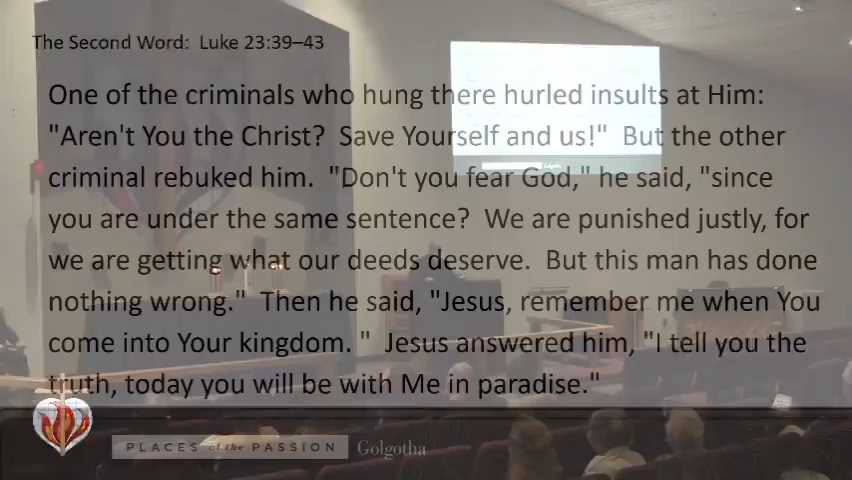 The Second Word:  Luke 23:39–43
One of the criminals who hung there hurled insults at Him:
"Aren't You the Christ?  Save Yourself and us!"  But the other
criminal rebuked him.  "Don't you fear God," he said, "since
you are under the same sentence?  We are punished justly, for
we are getting what our deeds deserve.  But this man has done
nothing wrong."  Then he said, "Jesus, remember me when You
come into Your kingdom. "  Jesus answered him, "I tell you the
truth, today you will be with Me in paradise."
PLACES of the PASSION Golgotha